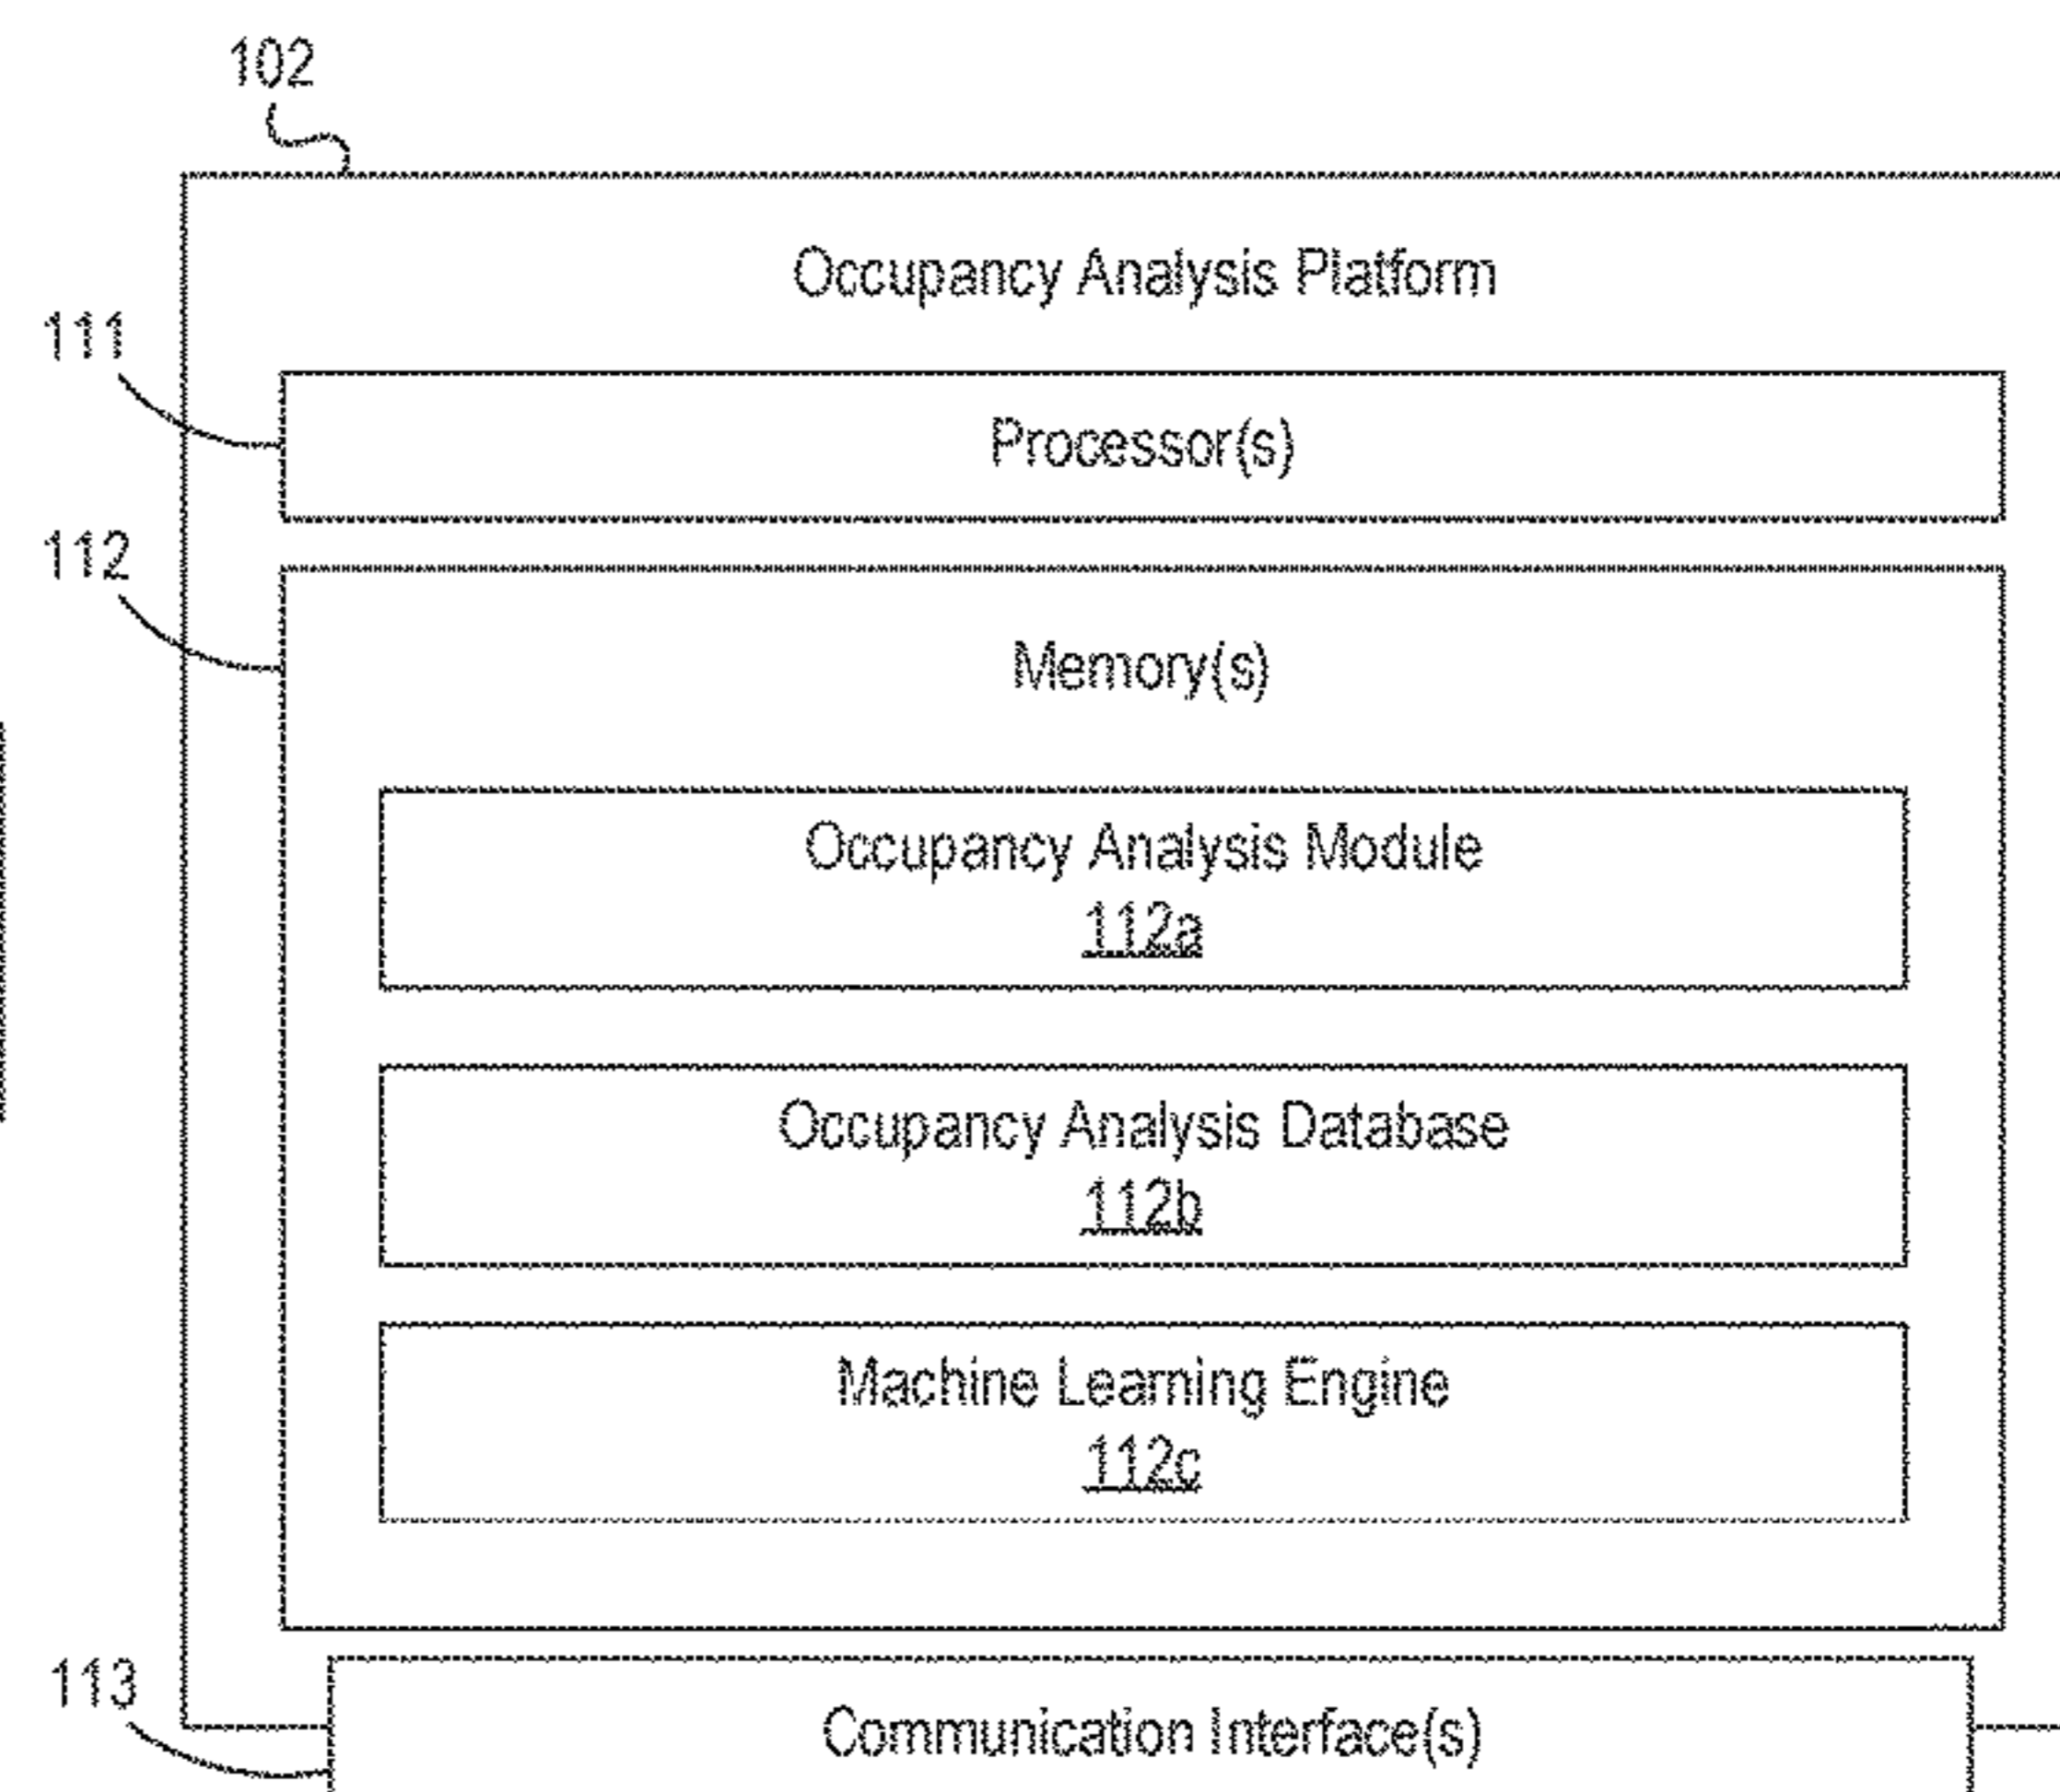 102
Occupancy Analysis Platform
111
Processor(s)
112
Memory(s)
Occupancy Analysis Module
112a
Occupancy Analysis Database
112b
Machine Learning Engine
112c
113
Communication Interface(s)